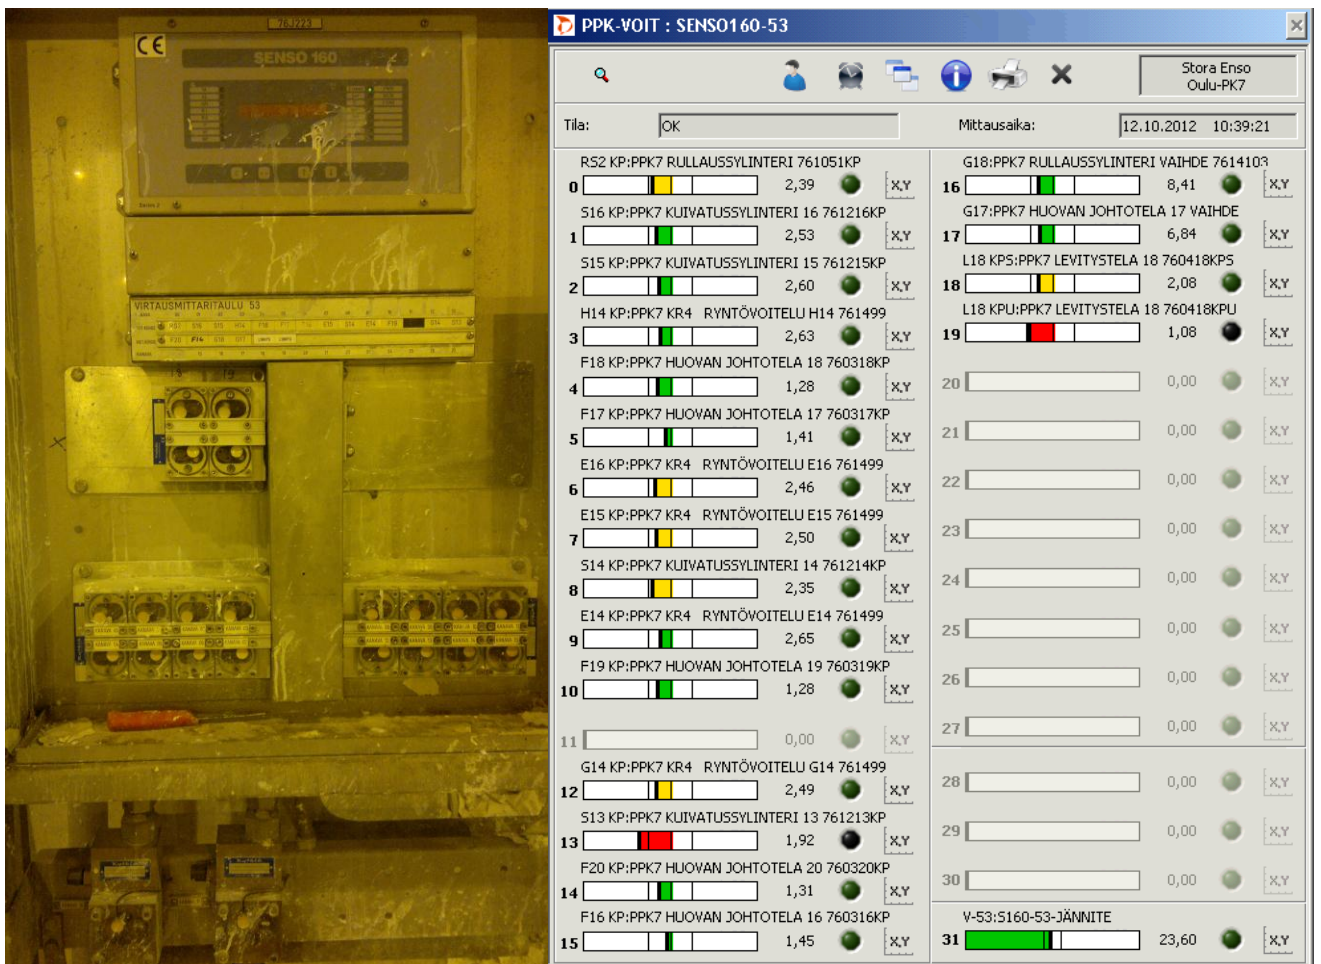 76J223
CE
SENSO 160
VIRTAUSMITTARITAULU 53
PPK-VOIT : SENSO160-53
Stora Enso
Oulu-PK7
Tila:
OK
Mittausaika:
12.10.2012 10:39:21
RS2 KP:PPK7 RULLAUSSYLINTERI 761051KP
0 2,39 X,Y
S16 KP:PPK7 KUIVATUSSYLINTERI 16 761216KP
1 2,53 X,Y
S15 KP:PPK7 KUIVATUSSYLINTERI 15 761215KP
2 2,60 X,Y
H14 KP:PPK7 KR4 RYNTÖVOITELU H14 761499
3 2,63 X,Y
F18 KP:PPK7 HUOVAN JOHTOTELA 18 760318KP
4 1,28 X,Y
F17 KP:PPK7 HUOVAN JOHTOTELA 17 760317KP
5 1,41 X,Y
E16 KP:PPK7 KR4 RYNTÖVOITELU E16 761499
6 2,46 X,Y
E15 KP:PPK7 KR4 RYNTÖVOITELU E15 761499
7 2,50 X,Y
S14 KP:PPK7 KUIVATUSSYLINTERI 14 761214KP
8 2,35 X,Y
E14 KP:PPK7 KR4 RYNTÖVOITELU E14 761499
9 2,65 X,Y
F19 KP:PPK7 HUOVAN JOHTOTELA 19 760319KP
10 1,28 X,Y
11 0,00 X,Y
G14 KP:PPK7 KR4 RYNTÖVOITELU G14 761499
12 2,49 X,Y
S13 KP:PPK7 KUIVATUSSYLINTERI 13 761213KP
13 1,92 X,Y
F20 KP:PPK7 HUOVAN JOHTOTELA 20 760320KP
14 1,31 X,Y
F16 KP:PPK7 HUOVAN JOHTOTELA 16 760316KP
15 1,45 X,Y
G18:PPK7 RULLAUSSYLINTERI VAIHDE 7614103
16 8,41 X,Y
G17:PPK7 HUOVAN JOHTOTELA 17 VAIHDE
17 6,84 X,Y
L18 KPS:PPK7 LEVITYSTELA 18 760418KPS
18 2,08 X,Y
L18 KPU:PPK7 LEVITYSTELA 18 760418KPU
19 1,08 X,Y
20 0,00 X,Y
21 0,00 X,Y
22 0,00 X,Y
23 0,00 X,Y
24 0,00 X,Y
25 0,00 X,Y
26 0,00 X,Y
27 0,00 X,Y
28 0,00 X,Y
29 0,00 X,Y
30 0,00 X,Y
V-53:S160-53-JÄNNITE
31 23,60 X,Y